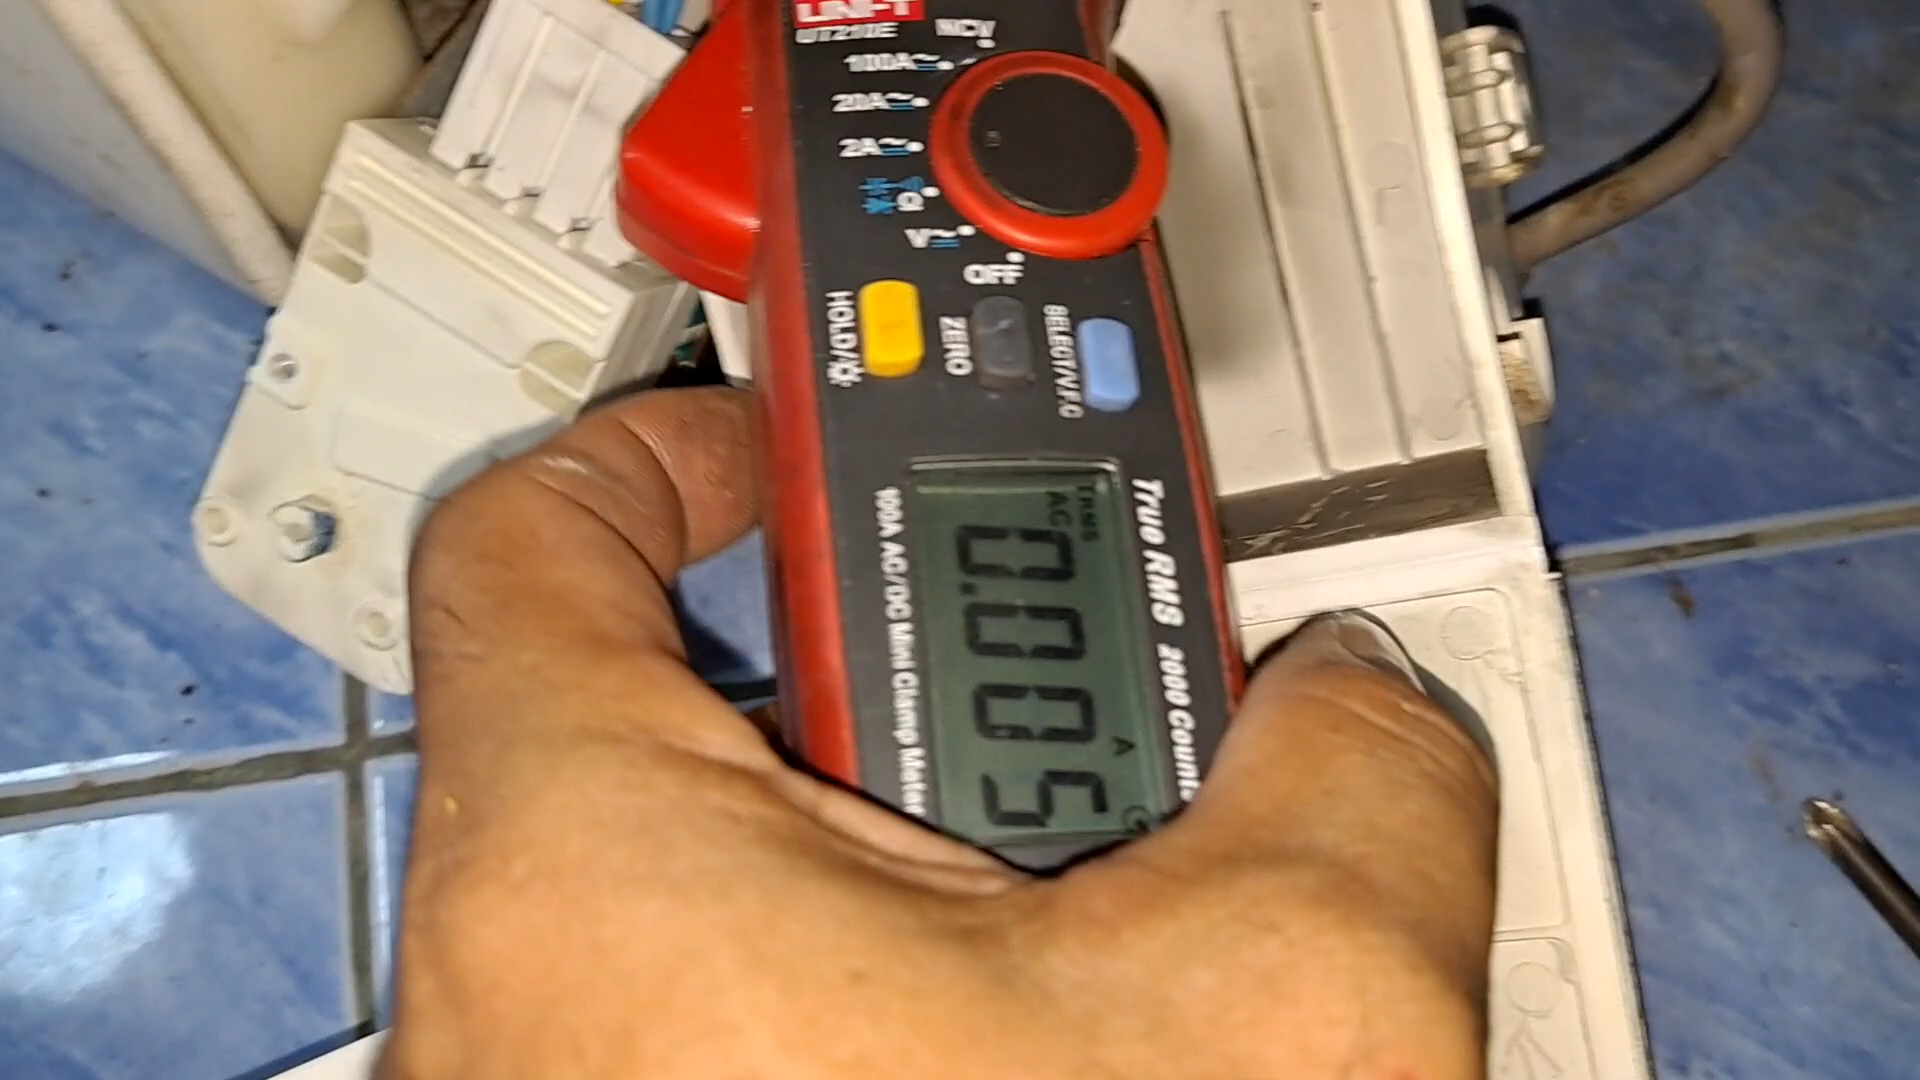 UNI-T
UT210E
NCV
100A
20A
2A
Ω
V
OFF
HOLD/
ZERO
SELECT/V.F.C
TRMS
AC
0.005
A
True RMS 2000 Counts
100A AC/DC Mini Clamp Meter